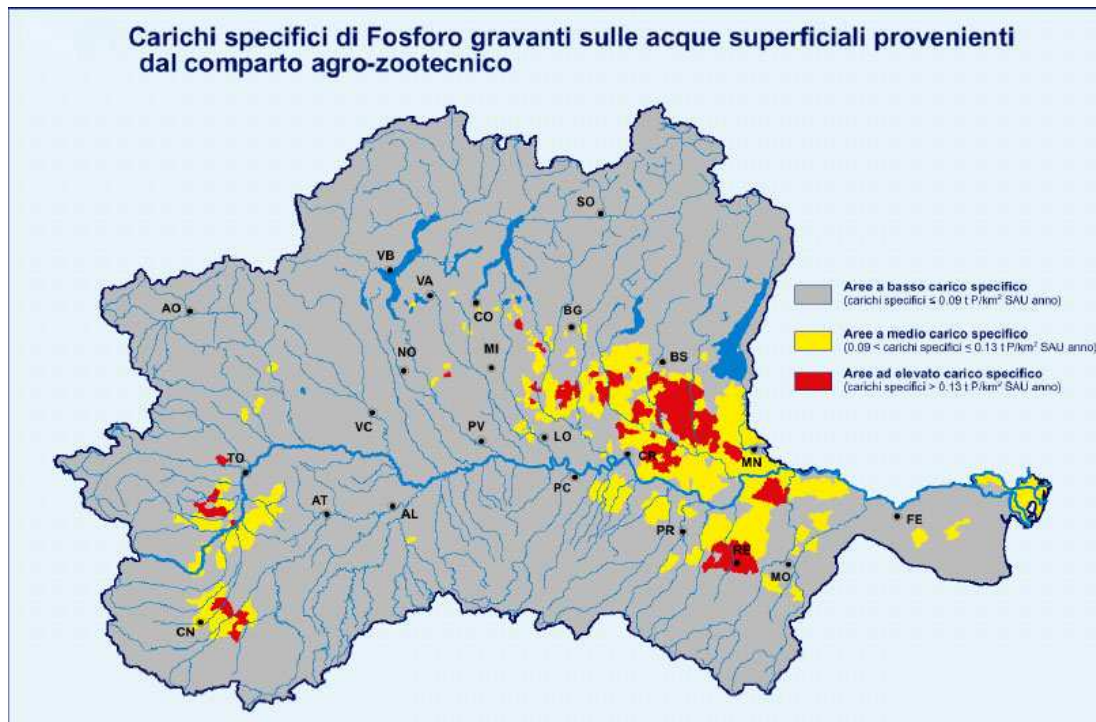 Carichi specifici di Fosforo gravanti sulle acque superficiali provenienti
dal comparto agro-zootecnico
SO
VB
VA
AO
CO
BG
Aree a basso carico specifico
(carichi specifici ≤ 0.09 t P/km² SAU anno)
NO
MI
BS
Aree a medio carico specifico
(0.09 < carichi specifici ≤ 0.13 t P/km² SAU anno)
Aree ad elevato carico specifico
(carichi specifici > 0.13 t P/km² SAU anno)
VC
PV
LO
CR
MN
TO
PC
AT
AL
PR
FE
RE
MO
CN